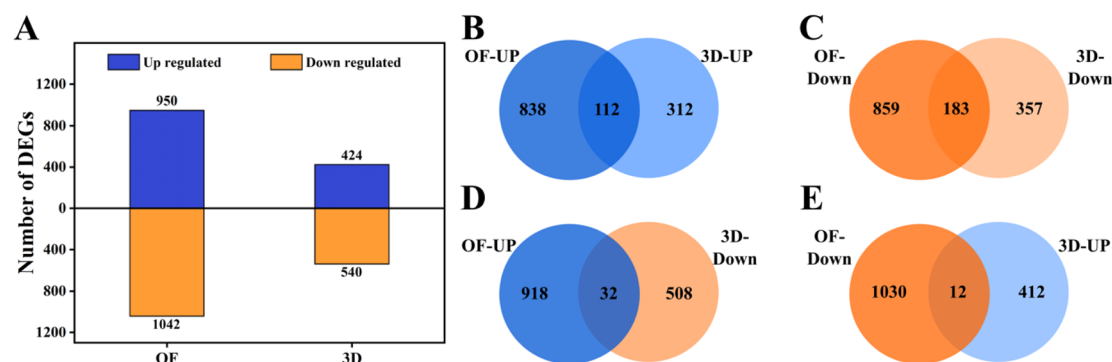 A
Number of DEGs
1200
800
400
0
400
800
1200
Up regulated
Down regulated
950
424
1042
540
OF
3D
B
OF-UP
3D-UP
838
112
312
C
OF-
Down
3D-
Down
859
183
357
D
OF-UP
3D-
Down
918
32
508
E
OF-
Down
3D-UP
1030
12
412